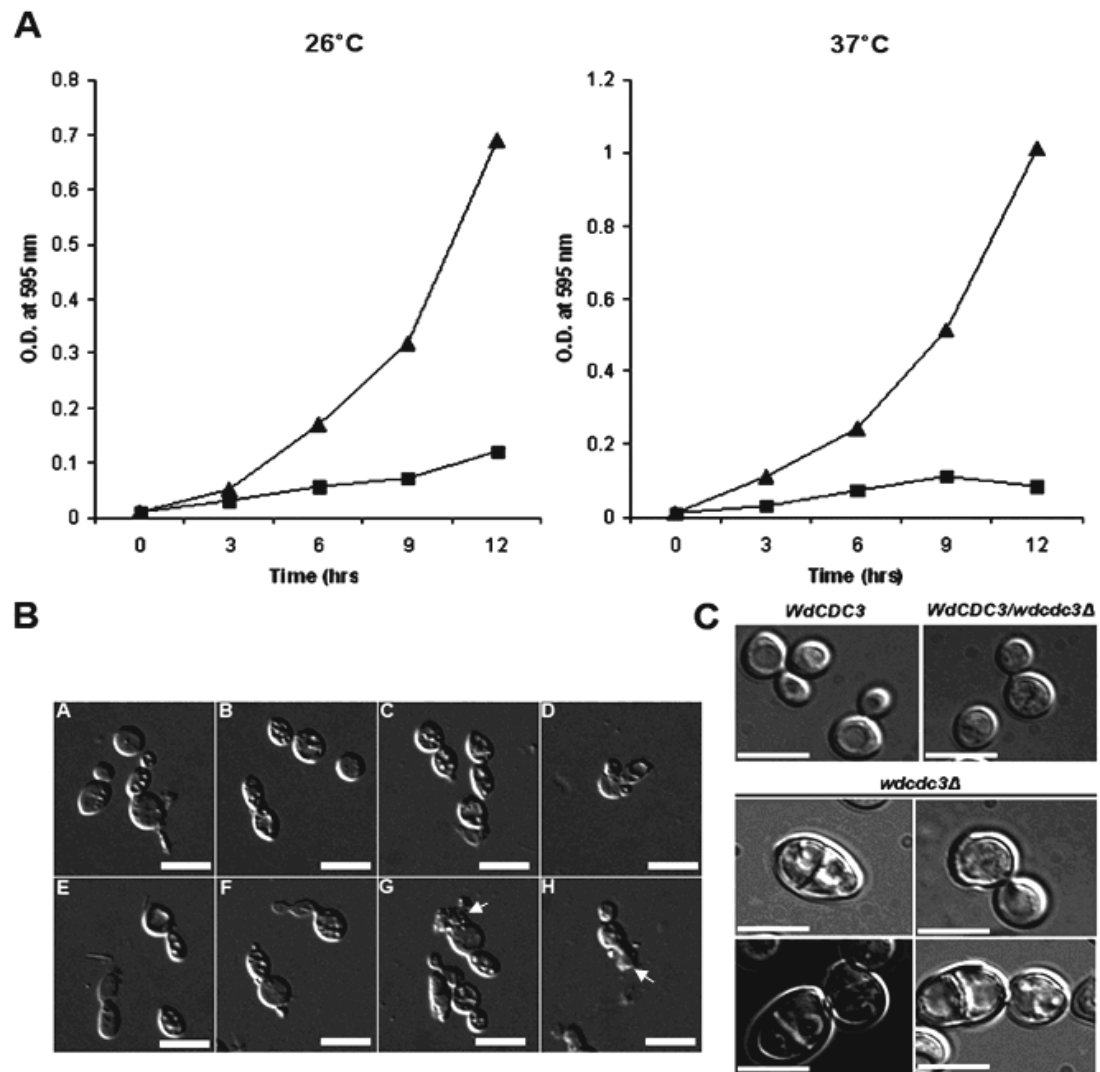 A
26°C
0.8
0.7
0.6
0.5
0.4
0.3
0.2
0.1
0
O.D. at 595 nm
0 3 6 9 12
Time (hrs
37°C
1.2
1
0.8
0.6
0.4
0.2
0
O.D. at 595 nm
0 3 6 9 12
Time (hrs)
B
A B C D
E F G H
C
WdCDC3 WdCDC3/wdcdc3Δ
wdcdc3Δ